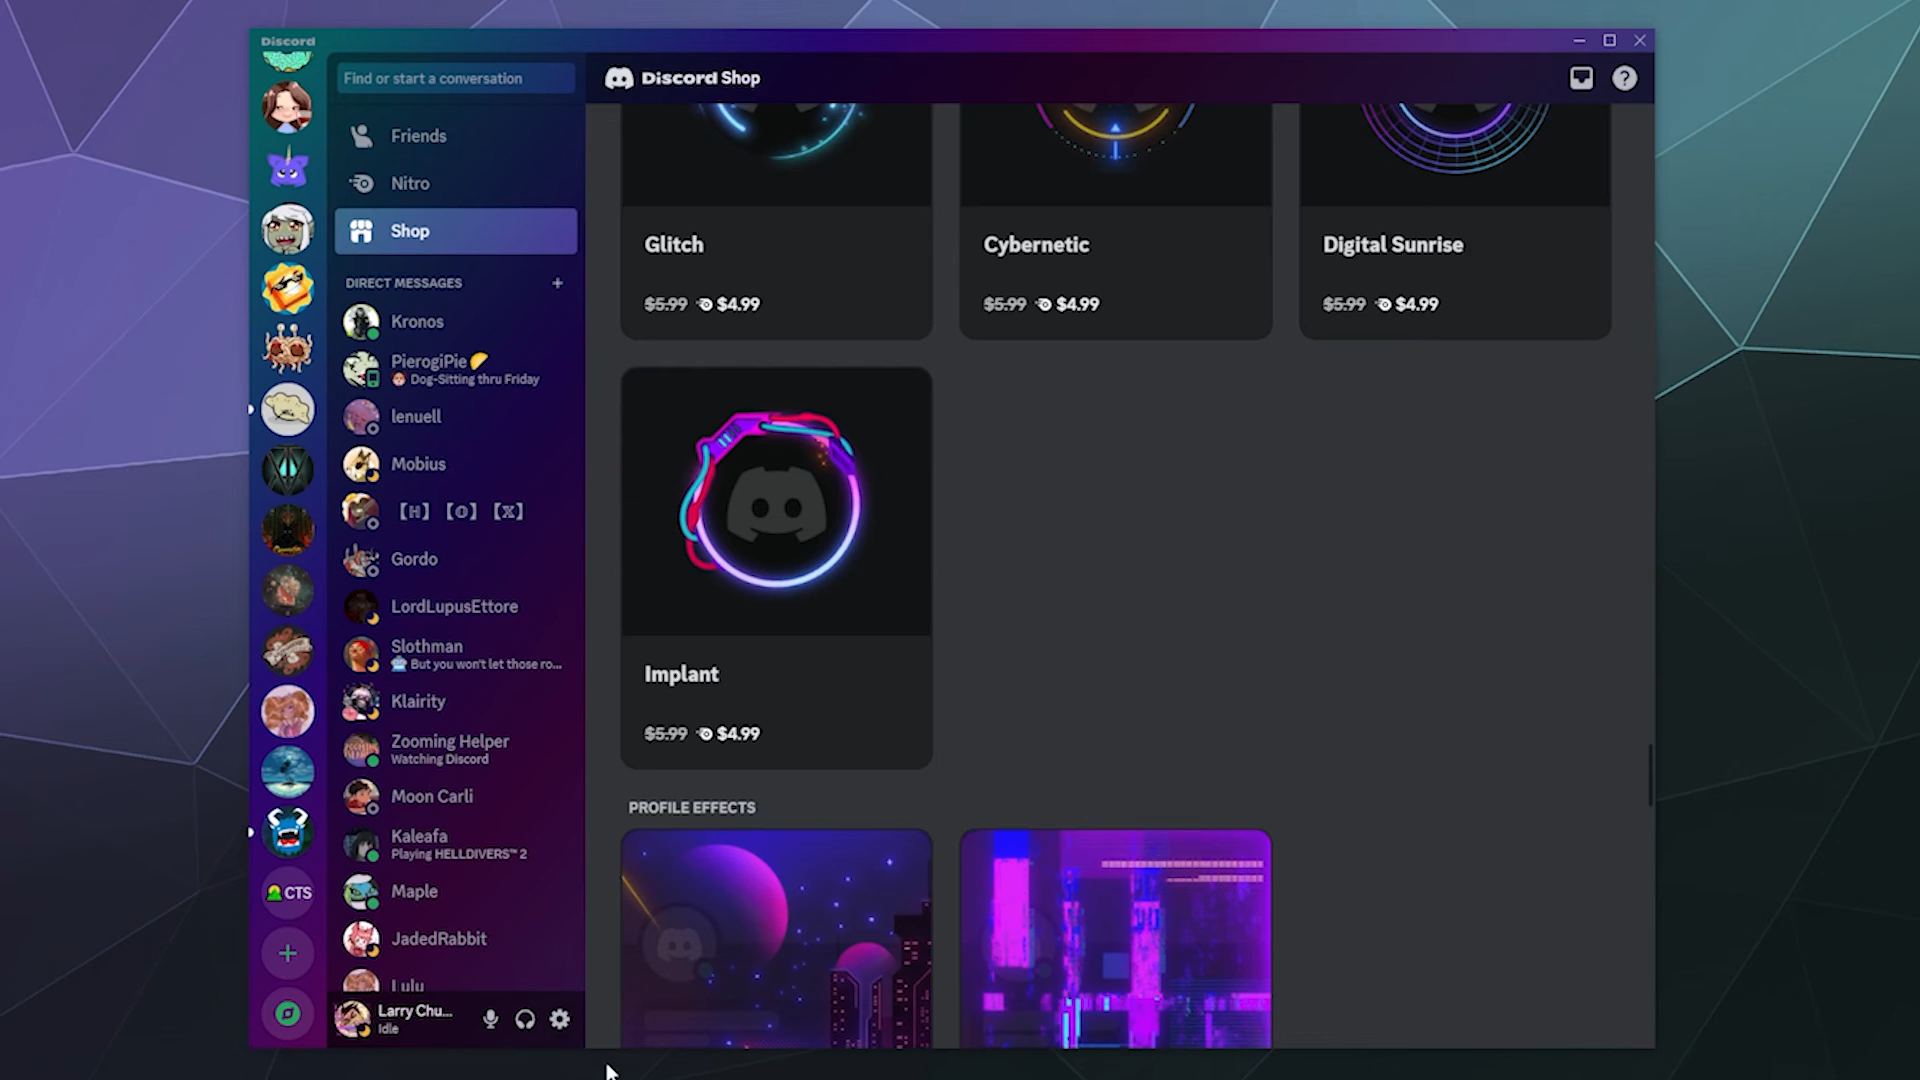 Discord
Find or start a conversation
Discord Shop
Friends
Nitro
Shop
DIRECT MESSAGES
Kronos
PierogiPie
Dog-Sitting thru Friday
lenuell
Mobius
【H】【O】【X】
Gordo
LordLupusEttore
Slothman
But you won't let those ro...
Klairity
Zooming Helper
Watching Discord
Moon Carli
Kaleafa
Playing HELLDIVERS™ 2
Maple
JadedRabbit
Lulu
CTS
Larry Chu...
Idle
Glitch
$5.99 $4.99
Cybernetic
$5.99 $4.99
Digital Sunrise
$5.99 $4.99
Implant
$5.99 $4.99
PROFILE EFFECTS